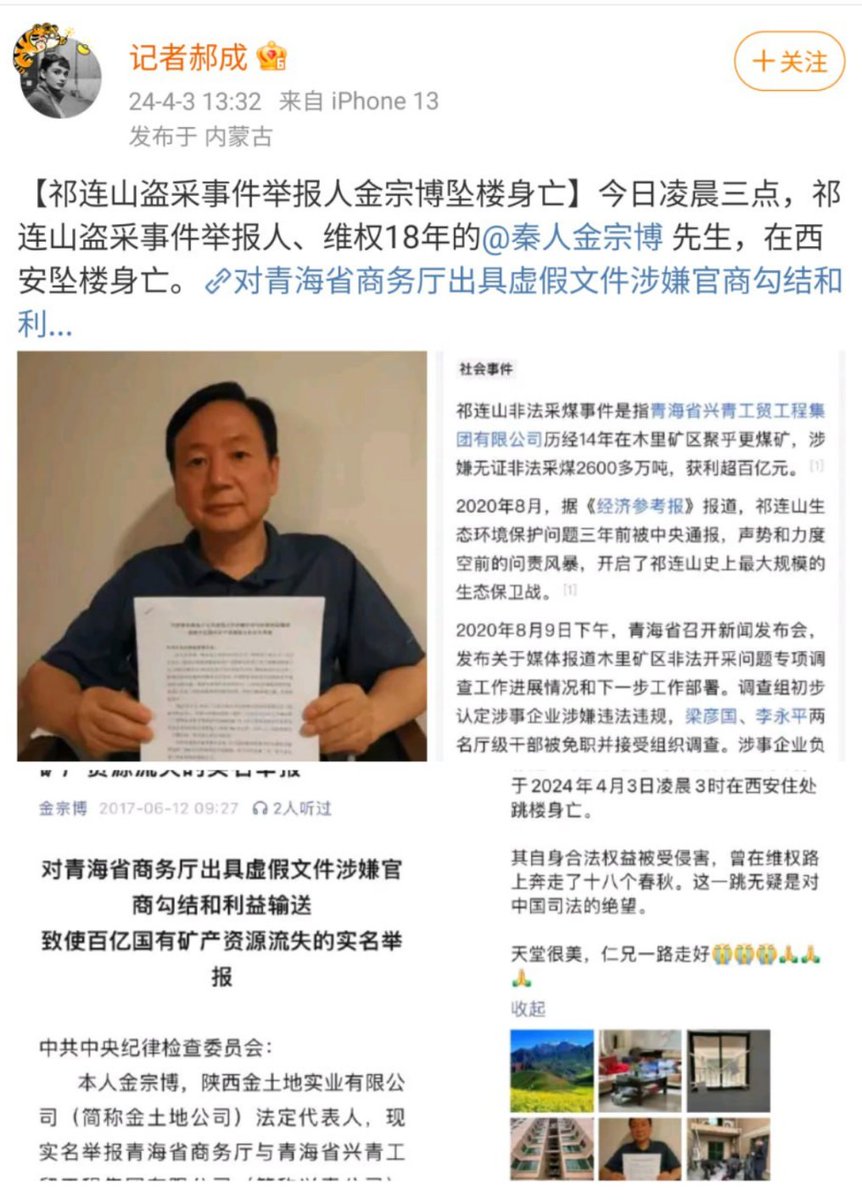 记者郝成
＋关注
24-4-3 13:32 来自 iPhone 13
发布于 内蒙古
【祁连山盗采事件举报人金宗博坠楼身亡】今日凌晨三点，祁
连山盗采事件举报人、维权18年的@秦人金宗博 先生，在西
安坠楼身亡。对青海省商务厅出具虚假文件涉嫌官商勾结和
利...
社会事件
祁连山非法采煤事件是指青海省兴青工贸工程集
团有限公司历经14年在木里矿区聚乎更煤矿，涉
嫌无证非法采煤2600多万吨，获利超百亿元。[1]
2020年8月，据《经济参考报》报道，祁连山生
态环境保护问题三年前被中央通报，声势和力度
空前的问责风暴，开启了祁连山史上最大规模的
生态保卫战。[1]
2020年8月9日下午，青海省召开新闻发布会，
发布关于媒体报道木里矿区非法开采问题专项调
查工作进展情况和下一步工作部署。调查组初步
认定涉事企业涉嫌违法违规，梁彦国、李永平两
名厅级干部被免职并接受组织调查。涉事企业负
矿产资源流失的实名举报
金宗博 2017-06-12 09:27 2人听过
对青海省商务厅出具虚假文件涉嫌官
商勾结和利益输送
致使百亿国有矿产资源流失的实名举
报
中共中央纪律检查委员会：
本人金宗博，陕西金土地实业有限公
司（简称金土地公司）法定代表人，现
实名举报青海省商务厅与青海省兴青工
贸工程集团有限公司（简称兴青公司）
于2024年4月3日凌晨3时在西安住处
跳楼身亡。
其自身合法权益被受侵害，曾在维权路
上奔走了十八个春秋。这一跳无疑是对
中国司法的绝望。
天堂很美，仁兄一路走好😭😭😭🙏🙏
🙏
收起